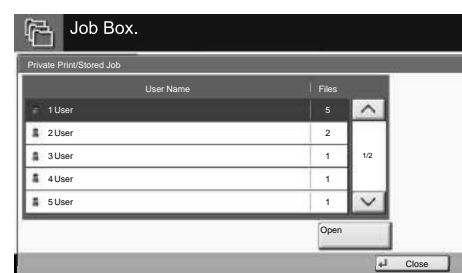 Job Box.
Private Print/Stored Job
User Name Files
1 User 5
2 User 2
3 User 1
4 User 1
5 User 1
1/2
Open
Close